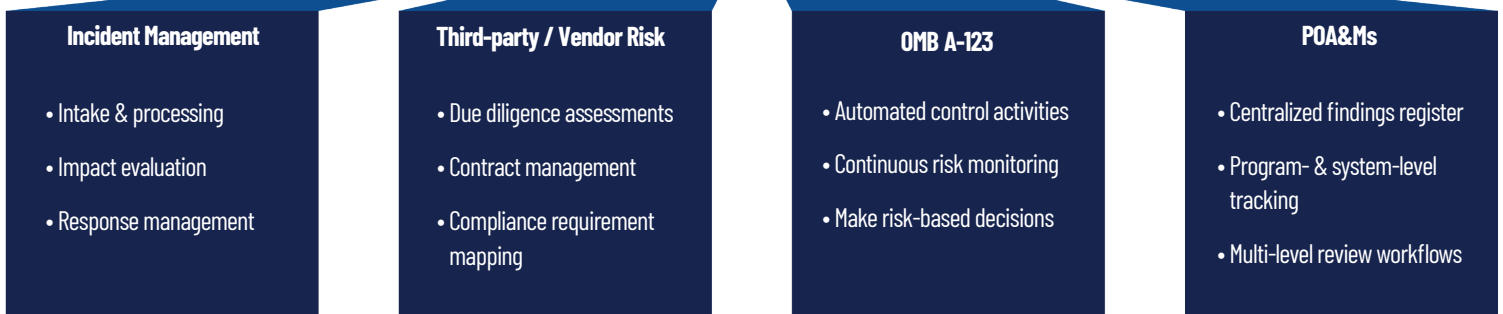 Incident Management
• Intake & processing
• Impact evaluation
• Response management
Third-party / Vendor Risk
• Due diligence assessments
• Contract management
• Compliance requirement
mapping
OMB A-123
• Automated control activities
• Continuous risk monitoring
• Make risk-based decisions
POA&Ms
• Centralized findings register
• Program- & system-level
tracking
• Multi-level review workflows